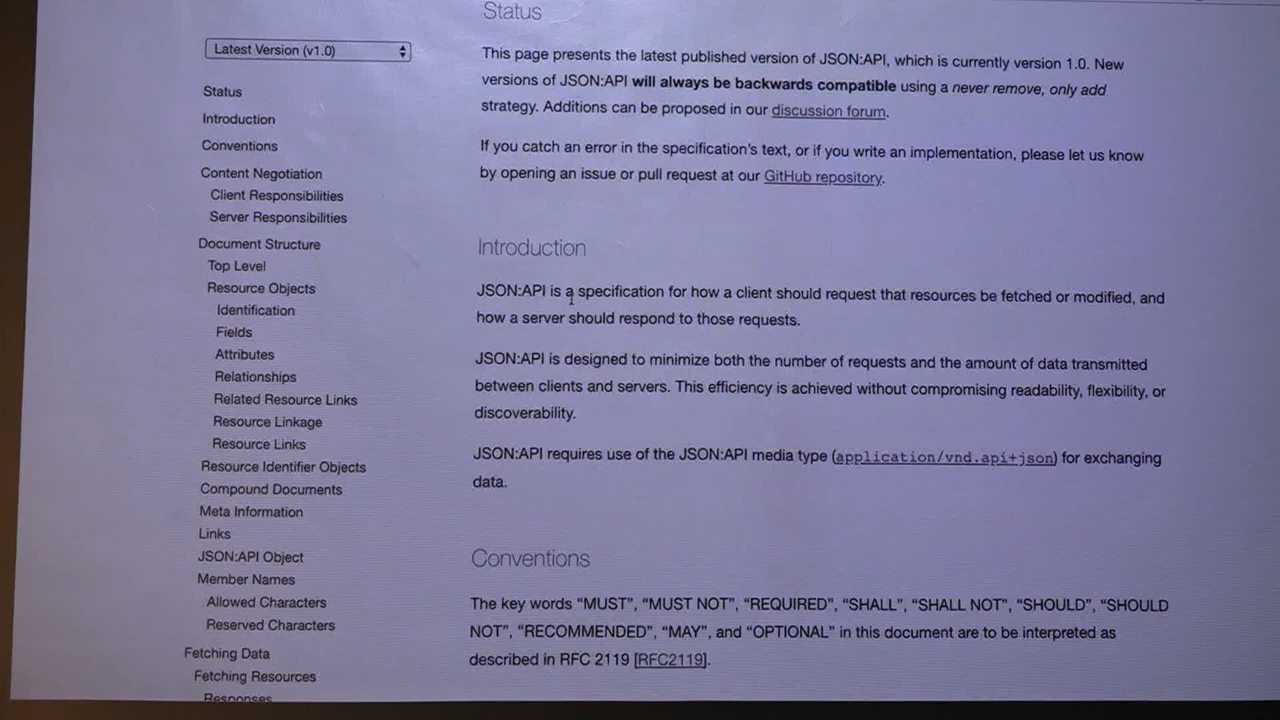 Latest Version (v1.0)
Status
Introduction
Conventions
Content Negotiation
Client Responsibilities
Server Responsibilities
Document Structure
Top Level
Resource Objects
Identification
Fields
Attributes
Relationships
Related Resource Links
Resource Linkage
Resource Links
Resource Identifier Objects
Compound Documents
Meta Information
Links
JSON:API Object
Member Names
Allowed Characters
Reserved Characters
Fetching Data
Fetching Resources
Responses
Status
This page presents the latest published version of JSON:API, which is currently version 1.0. New
versions of JSON:API will always be backwards compatible using a never remove, only add
strategy. Additions can be proposed in our discussion forum.
If you catch an error in the specification's text, or if you write an implementation, please let us know
by opening an issue or pull request at our GitHub repository.
Introduction
JSON:API is a specification for how a client should request that resources be fetched or modified, and
how a server should respond to those requests.
JSON:API is designed to minimize both the number of requests and the amount of data transmitted
between clients and servers. This efficiency is achieved without compromising readability, flexibility, or
discoverability.
JSON:API requires use of the JSON:API media type (application/vnd.api+json) for exchanging
data.
Conventions
The key words “MUST”, “MUST NOT”, “REQUIRED”, “SHALL”, “SHALL NOT”, “SHOULD”, “SHOULD
NOT”, “RECOMMENDED”, “MAY”, and “OPTIONAL” in this document are to be interpreted as
described in RFC 2119 [RFC2119].